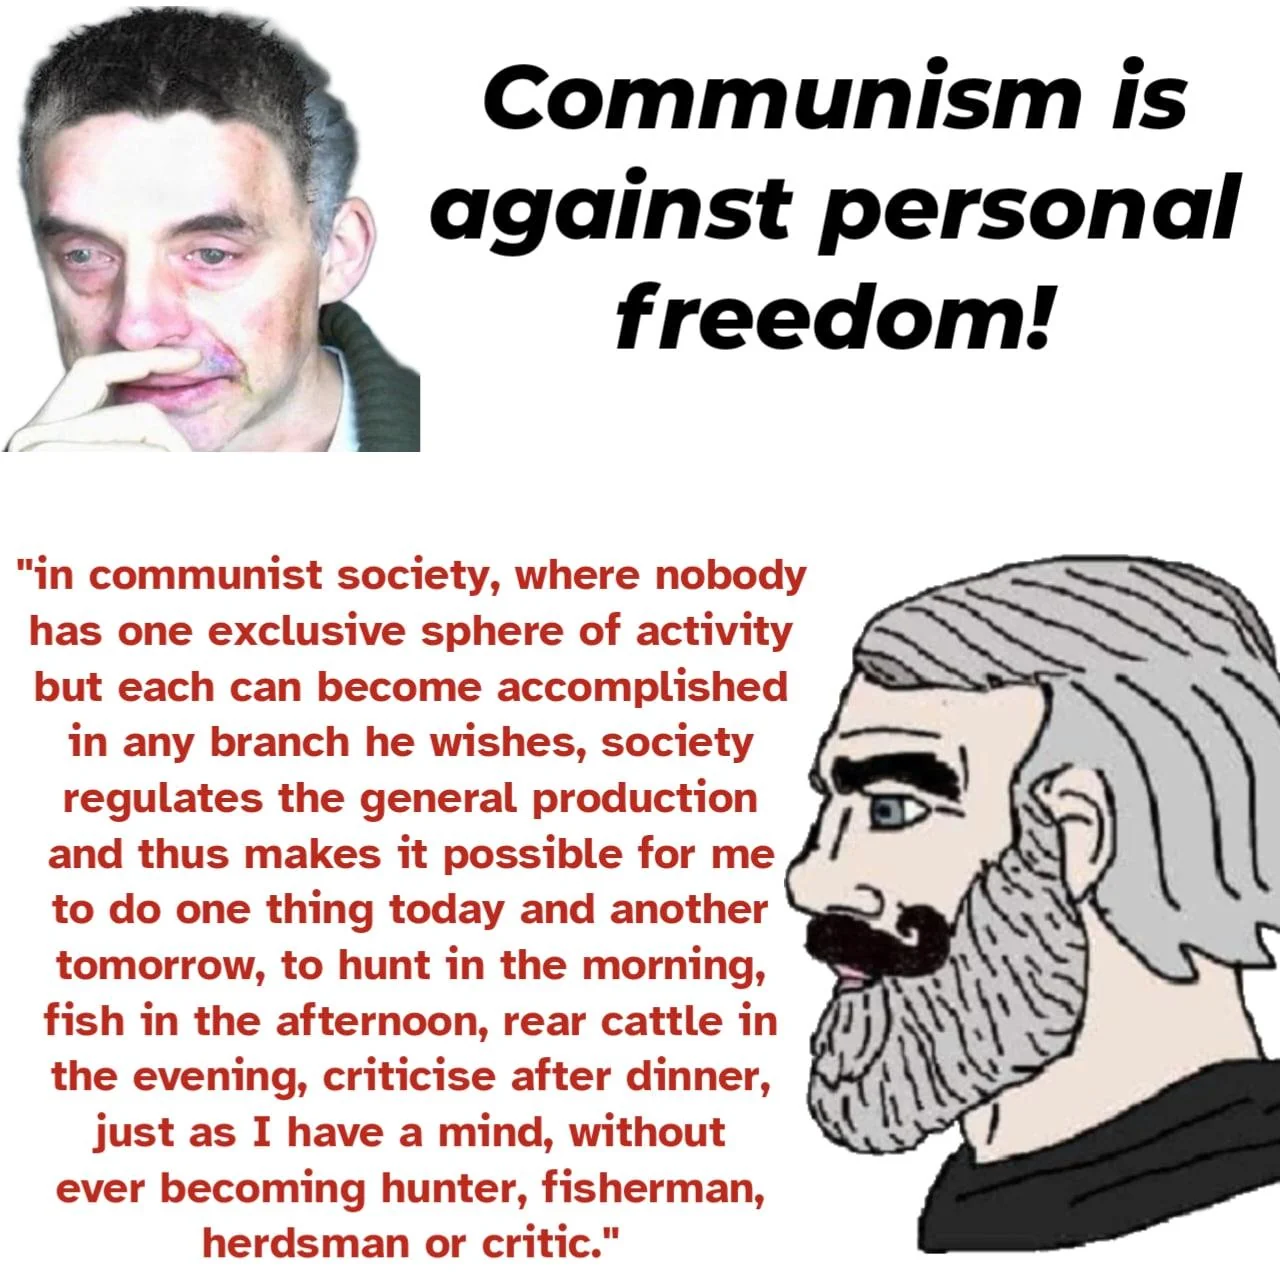 Communism is
against personal
freedom!
"in communist society, where nobody
has one exclusive sphere of activity
but each can become accomplished
in any branch he wishes, society
regulates the general production
and thus makes it possible for me
to do one thing today and another
tomorrow, to hunt in the morning,
fish in the afternoon, rear cattle in
the evening, criticise after dinner,
just as I have a mind, without
ever becoming hunter, fisherman,
herdsman or critic."